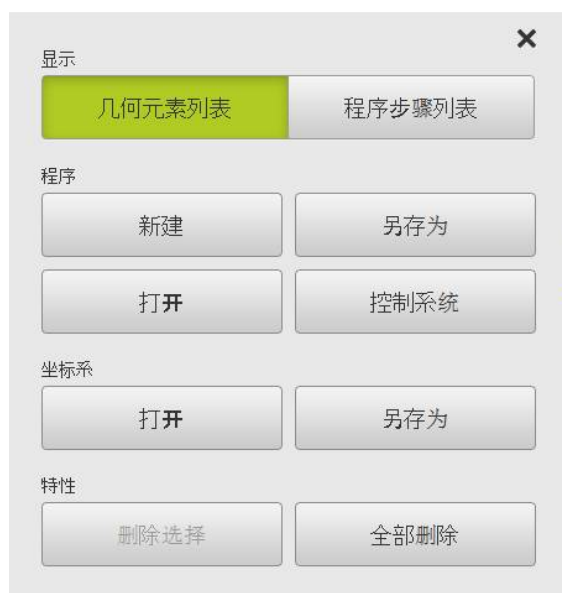 显示
几何元素列表 程序步骤列表
程序
新建 另存为
打开 控制系统
坐标系
打开 另存为
特性
删除选择 全部删除